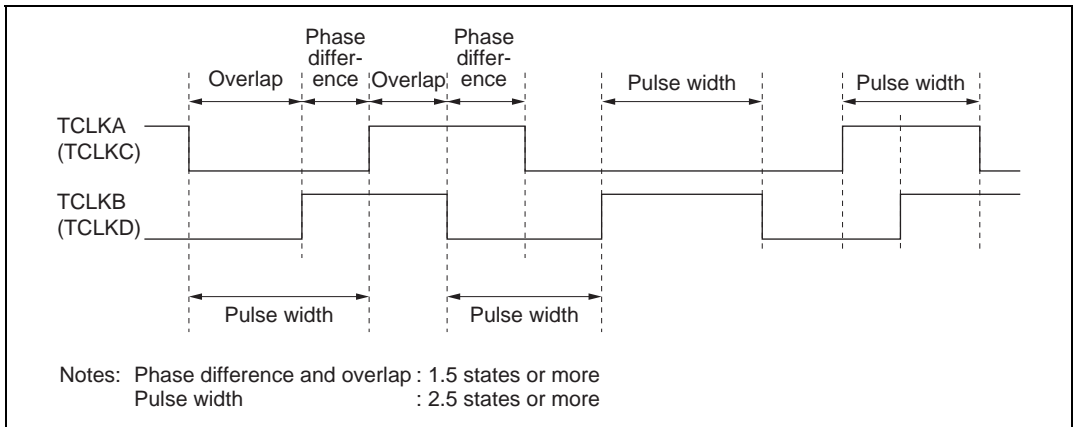 Phase
differ-
ence
Phase
differ-
ence
Overlap
Overlap
Pulse width
Pulse width
TCLKA
(TCLKC)
TCLKB
(TCLKD)
Pulse width
Pulse width
Notes: Phase difference and overlap : 1.5 states or more
Pulse width : 2.5 states or more